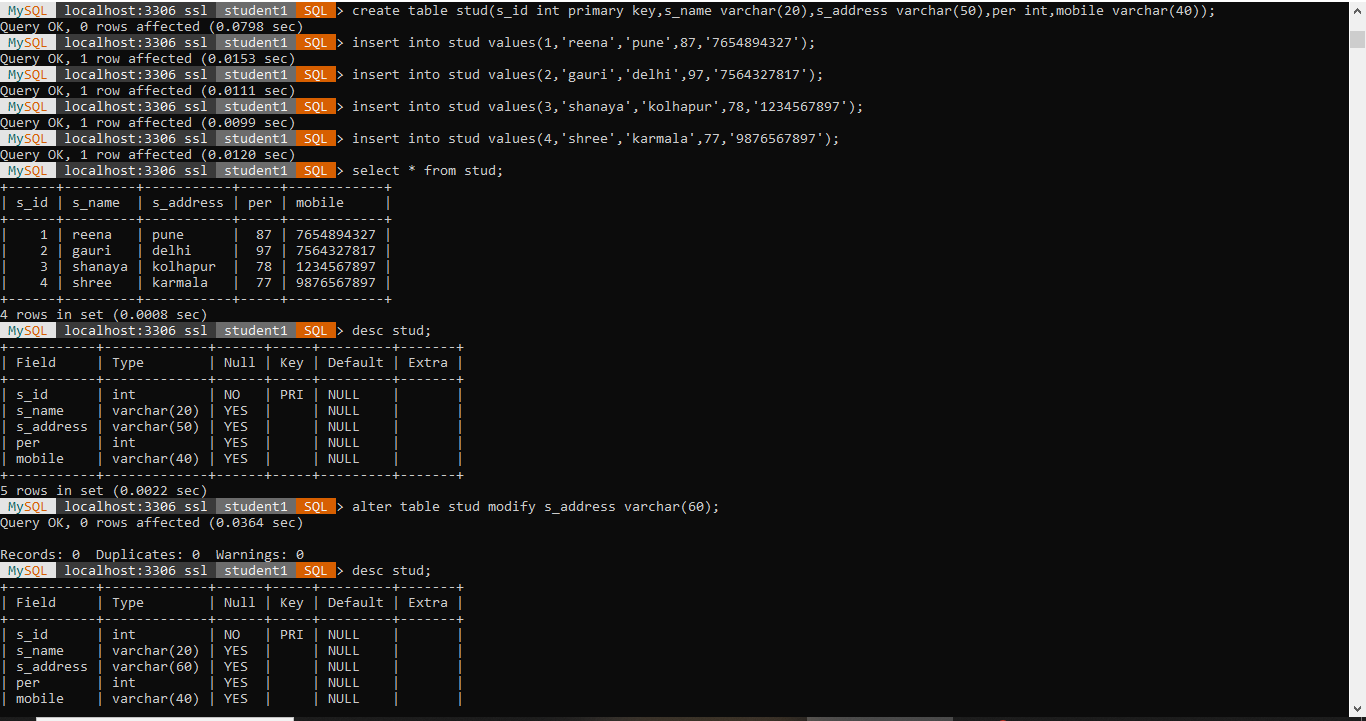 MySQL localhost:3306 ssl student1 SQL > create table stud(s_id int primary key,s_name varchar(20),s_address varchar(50),per int,mobile varchar(40));
Query OK, 0 rows affected (0.0798 sec)
MySQL localhost:3306 ssl student1 SQL > insert into stud values(1,'reena','pune',87,'7654894327');
Query OK, 1 row affected (0.0153 sec)
MySQL localhost:3306 ssl student1 SQL > insert into stud values(2,'gauri','delhi',97,'7564327817');
Query OK, 1 row affected (0.0111 sec)
MySQL localhost:3306 ssl student1 SQL > insert into stud values(3,'shanaya','kolhapur',78,'1234567897');
Query OK, 1 row affected (0.0099 sec)
MySQL localhost:3306 ssl student1 SQL > insert into stud values(4,'shree','karmala',77,'9876567897');
Query OK, 1 row affected (0.0120 sec)
MySQL localhost:3306 ssl student1 SQL > select * from stud;
+------+---------+-----------+-----+------------+
| s_id | s_name  | s_address | per | mobile     |
+------+---------+-----------+-----+------------+
|    1 | reena   | pune      |  87 | 7654894327 |
|    2 | gauri   | delhi     |  97 | 7564327817 |
|    3 | shanaya | kolhapur  |  78 | 1234567897 |
|    4 | shree   | karmala   |  77 | 9876567897 |
+------+---------+-----------+-----+------------+
4 rows in set (0.0008 sec)
MySQL localhost:3306 ssl student1 SQL > desc stud;
+-----------+-------------+------+-----+---------+-------+
| Field     | Type        | Null | Key | Default | Extra |
+-----------+-------------+------+-----+---------+-------+
| s_id      | int         | NO   | PRI | NULL    |       |
| s_name    | varchar(20) | YES  |     | NULL    |       |
| s_address | varchar(50) | YES  |     | NULL    |       |
| per       | int         | YES  |     | NULL    |       |
| mobile    | varchar(40) | YES  |     | NULL    |       |
+-----------+-------------+------+-----+---------+-------+
5 rows in set (0.0022 sec)
MySQL localhost:3306 ssl student1 SQL > alter table stud modify s_address varchar(60);
Query OK, 0 rows affected (0.0364 sec)
Records: 0  Duplicates: 0  Warnings: 0
MySQL localhost:3306 ssl student1 SQL > desc stud;
+-----------+-------------+------+-----+---------+-------+
| Field     | Type        | Null | Key | Default | Extra |
+-----------+-------------+------+-----+---------+-------+
| s_id      | int         | NO   | PRI | NULL    |       |
| s_name    | varchar(20) | YES  |     | NULL    |       |
| s_address | varchar(60) | YES  |     | NULL    |       |
| per       | int         | YES  |     | NULL    |       |
| mobile    | varchar(40) | YES  |     | NULL    |       |